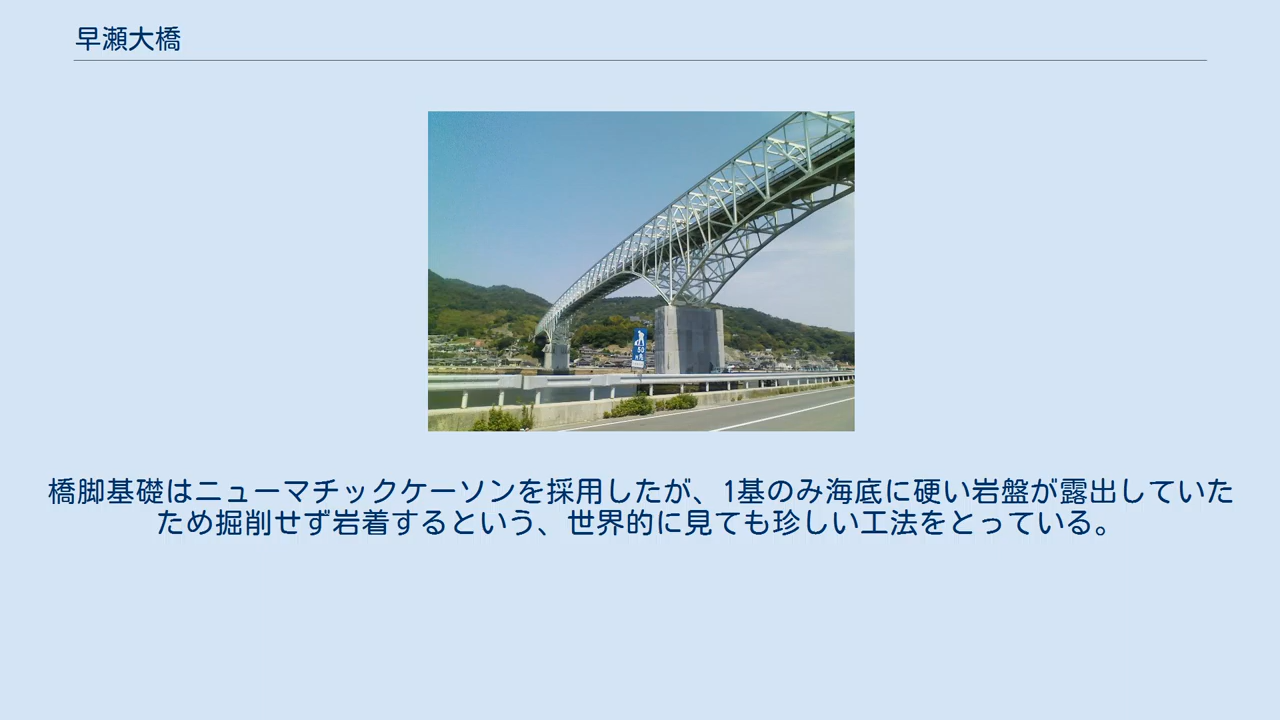 早瀬大橋
50
橋脚基礎はニューマチックケーソンを採用したが、1基のみ海底に硬い岩盤が露出していた
ため掘削せず岩着するという、世界的に見ても珍しい工法をとっている。